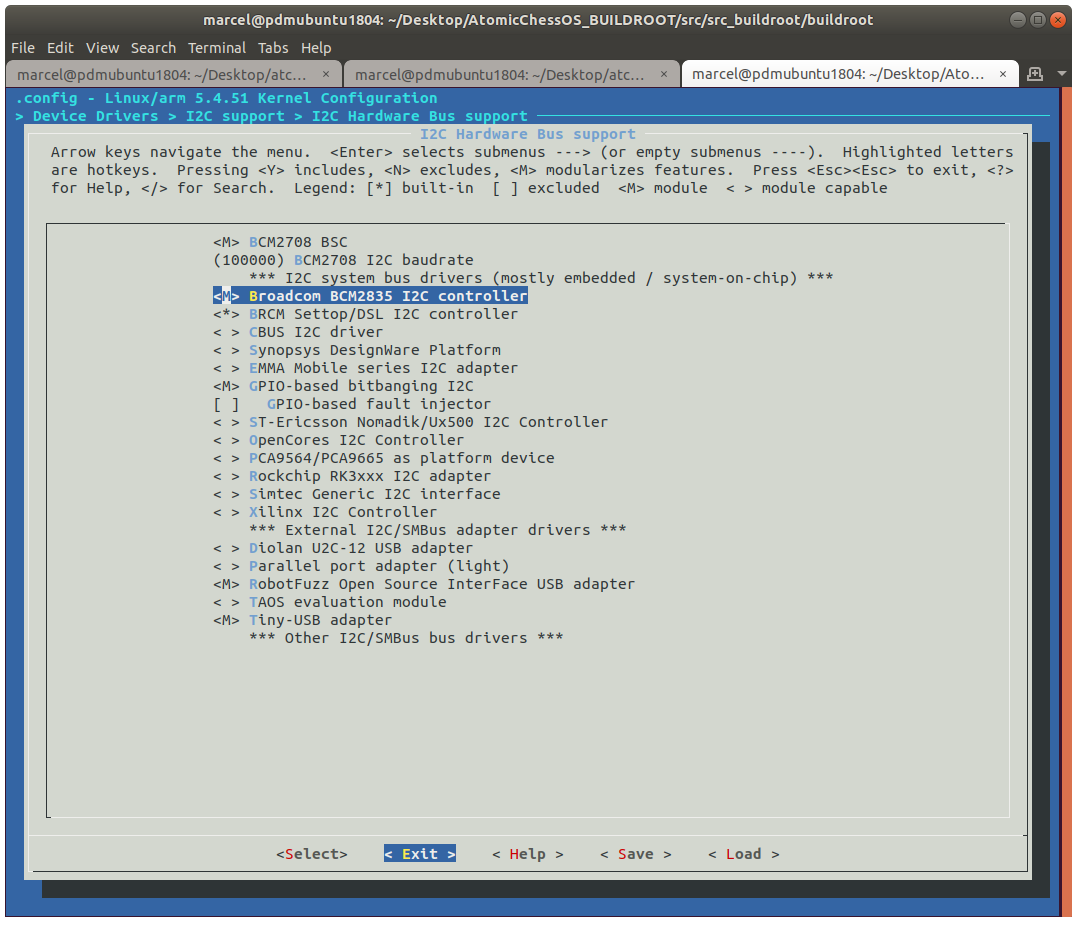 marcel@pdmubuntu1804: ~/Desktop/AtomicChessOS_BUILDROOT/src/src_buildroot/buildroot
File Edit View Search Terminal Tabs Help
marcel@pdmubuntu1804: ~/Desktop/atc... × marcel@pdmubuntu1804: ~/Desktop/atc... × marcel@pdmubuntu1804: ~/Desktop/Ato... ×
.config - Linux/arm 5.4.51 Kernel Configuration
> Device Drivers > I2C support > I2C Hardware Bus support
I2C Hardware Bus support
Arrow keys navigate the menu.  <Enter> selects submenus ---> (or empty submenus ----).  Highlighted letters
are hotkeys.  Pressing <Y> includes, <N> excludes, <M> modularizes features.  Press <Esc><Esc> to exit, <?>
for Help, </> for Search.  Legend: [*] built-in  [ ] excluded  <M> module  < > module capable
<M> BCM2708 BSC
(100000) BCM2708 I2C baudrate
*** I2C system bus drivers (mostly embedded / system-on-chip) ***
<M> Broadcom BCM2835 I2C controller
<*> BRCM Settop/DSL I2C controller
< > CBUS I2C driver
< > Synopsys DesignWare Platform
< > EMMA Mobile series I2C adapter
<M> GPIO-based bitbanging I2C
[ ]   GPIO-based fault injector
< > ST-Ericsson Nomadik/Ux500 I2C Controller
< > OpenCores I2C Controller
< > PCA9564/PCA9665 as platform device
< > Rockchip RK3xxx I2C adapter
< > Simtec Generic I2C interface
< > Xilinx I2C Controller
*** External I2C/SMBus adapter drivers ***
< > Diolan U2C-12 USB adapter
< > Parallel port adapter (light)
<M> RobotFuzz Open Source InterFace USB adapter
< > TAOS evaluation module
<M> Tiny-USB adapter
*** Other I2C/SMBus bus drivers ***
<Select>    < Exit >    < Help >    < Save >    < Load >